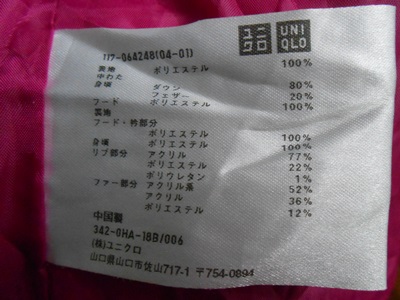 ユニクロ UNIQLO
117-064248(04-01)
表地 ポリエステル 100%
中わた
身頃 ダウン 80%
フェザー 20%
フード ポリエステル 100%
裏地
フード・衿部分
ポリエステル 100%
身頃 ポリエステル 100%
リブ部分 アクリル 77%
ポリエステル 22%
ポリウレタン 1%
ファー部分 アクリル系 52%
アクリル 36%
ポリエステル 12%
中国製
342-OHA-18B/006
(株)ユニクロ
山口県山口市佐山717-1 〒754-0894